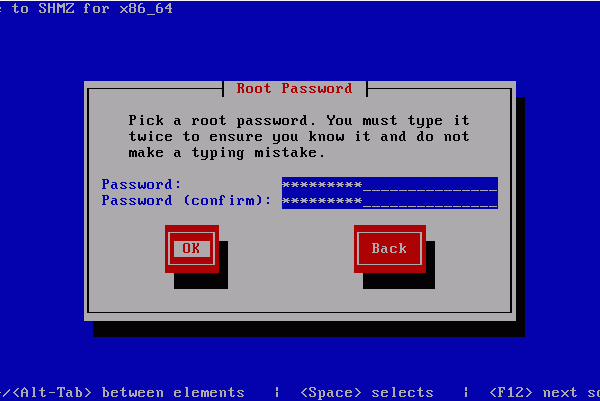 to SHMZ for x86_64
Root Password
Pick a root password. You must type it
twice to ensure you know it and do not
make a typing mistake.
Password: *********_______________
Password (confirm): *********_______________
OK Back
/<Alt-Tab> between elements | <Space> selects | <F12> next